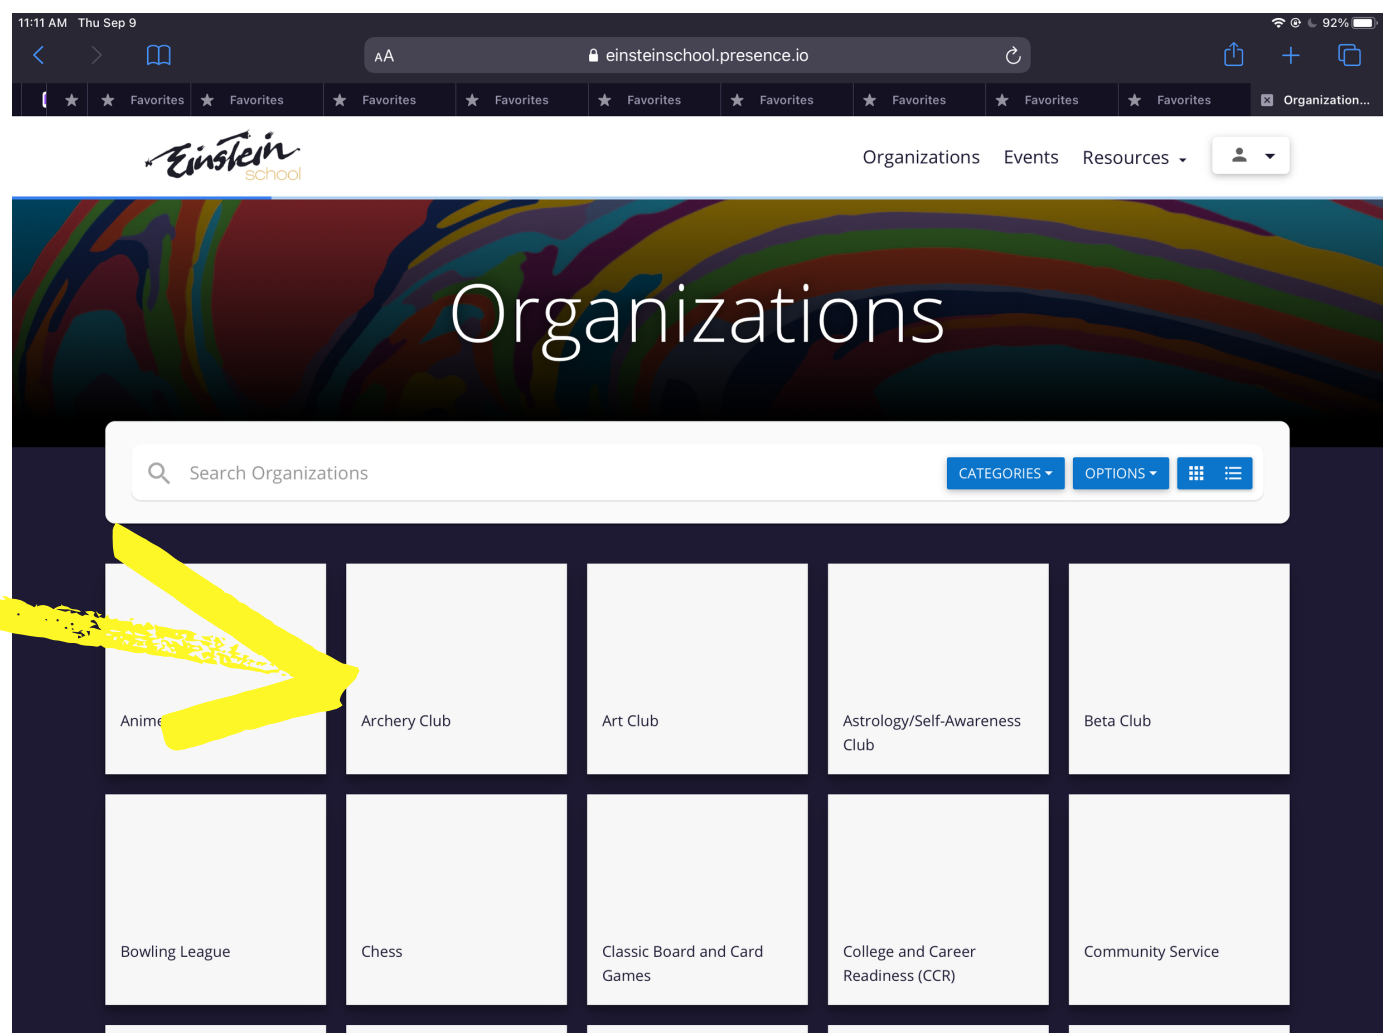 11:11 AM Thu Sep 9
92%
AA
einsteinschool.presence.io
Favorites
Favorites
Favorites
Favorites
Favorites
Favorites
Favorites
Favorites
Favorites
Organization...
Einstein
school
Organizations
Events
Resources
Organizations
Search Organizations
CATEGORIES
OPTIONS
Anime
Archery Club
Art Club
Astrology/Self-Awareness
Club
Beta Club
Bowling League
Chess
Classic Board and Card
Games
College and Career
Readiness (CCR)
Community Service